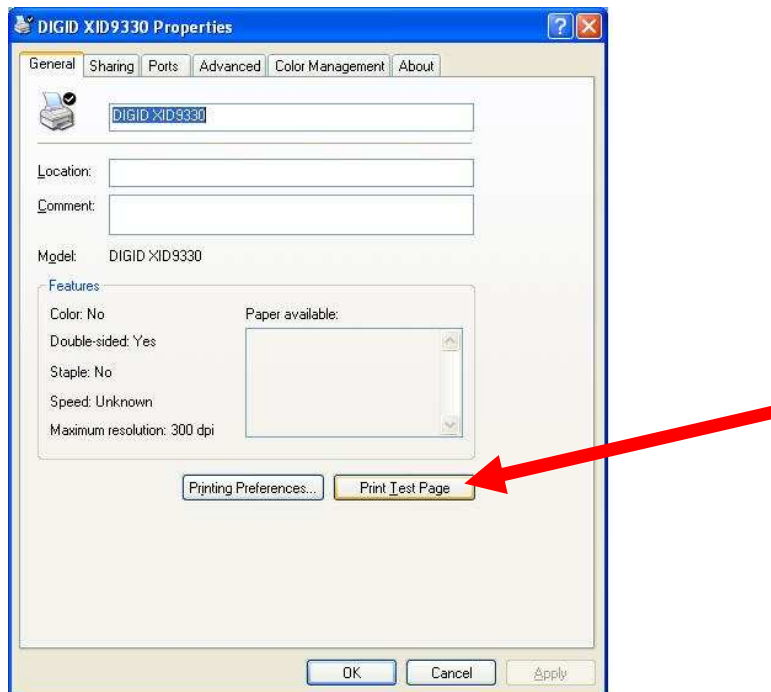 DIGID XID9330 Properties
General Sharing Ports Advanced Color Management About
DIGID XID9330
Location:
Comment:
Model: DIGID XID9330
Features
Color: No Paper available:
Double-sided: Yes
Staple: No
Speed: Unknown
Maximum resolution: 300 dpi
Printing Preferences... Print Test Page
OK Cancel Apply